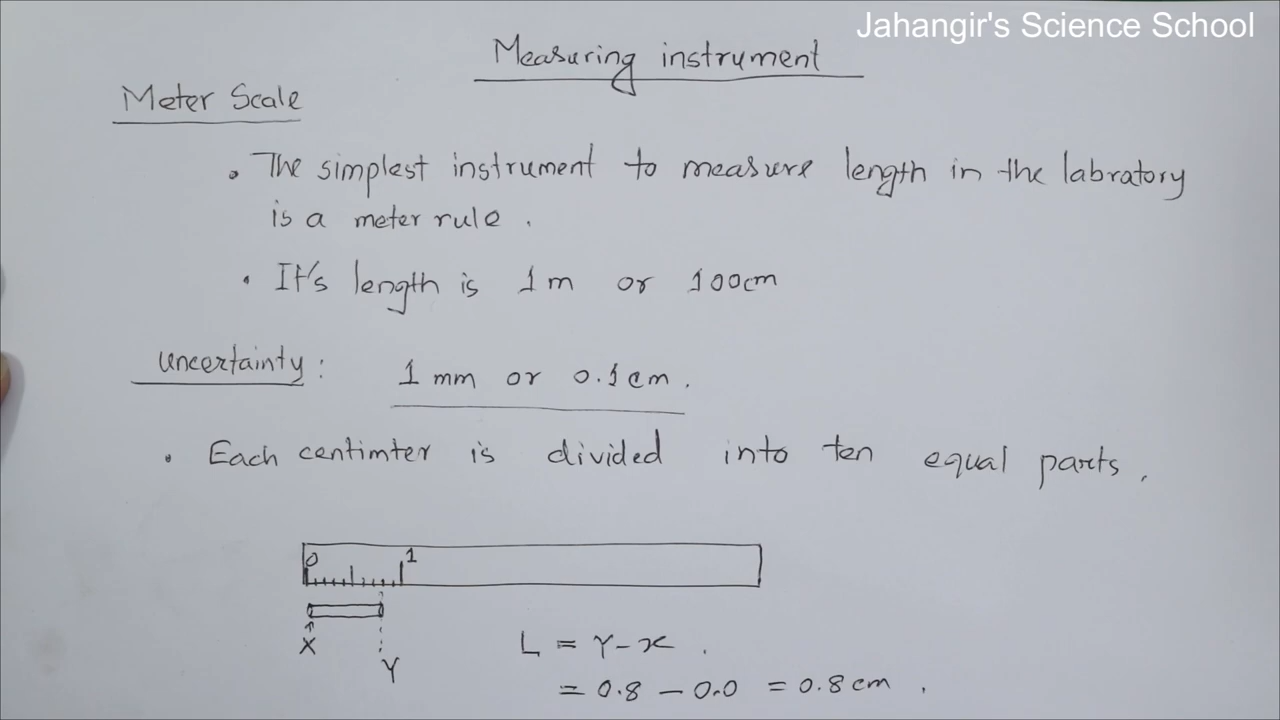 Jahangir's Science School
Measuring instrument
Meter Scale
• The simplest instrument to measure length in the labratory
is a meter rule .
• It's length is 1m or 100cm
uncertainty : 1 mm or 0.1cm .
• Each centimter is divided into ten equal parts .
0 1
X
Y
L = Y - x .
= 0.8 - 0.0 = 0.8 cm .